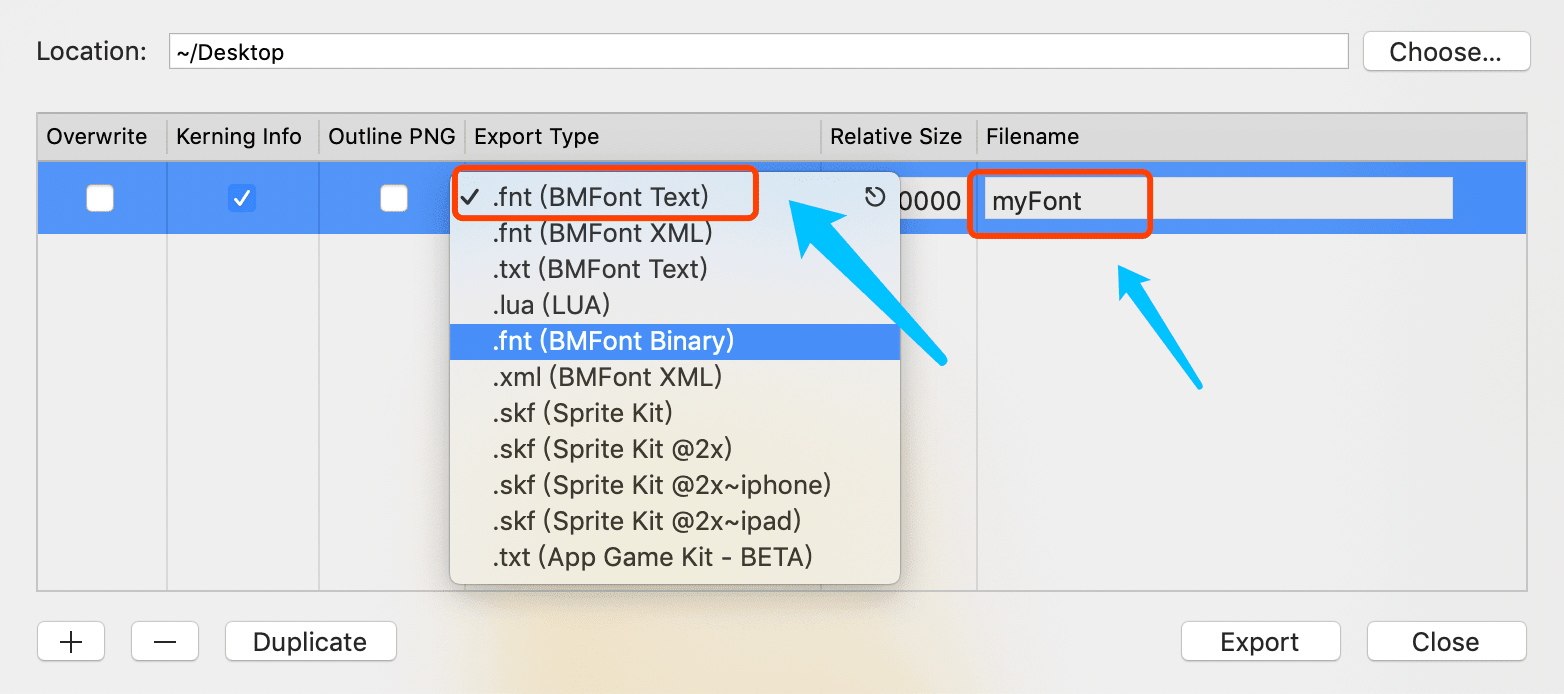 Location: ~/Desktop Choose...
Overwrite Kerning Info Outline PNG Export Type Relative Size Filename
.fnt (BMFont Text) 0000 myFont
.fnt (BMFont XML)
.txt (BMFont Text)
.lua (LUA)
.fnt (BMFont Binary)
.xml (BMFont XML)
.skf (Sprite Kit)
.skf (Sprite Kit @2x)
.skf (Sprite Kit @2x~iphone)
.skf (Sprite Kit @2x~ipad)
.txt (App Game Kit - BETA)
+ — Duplicate Export Close